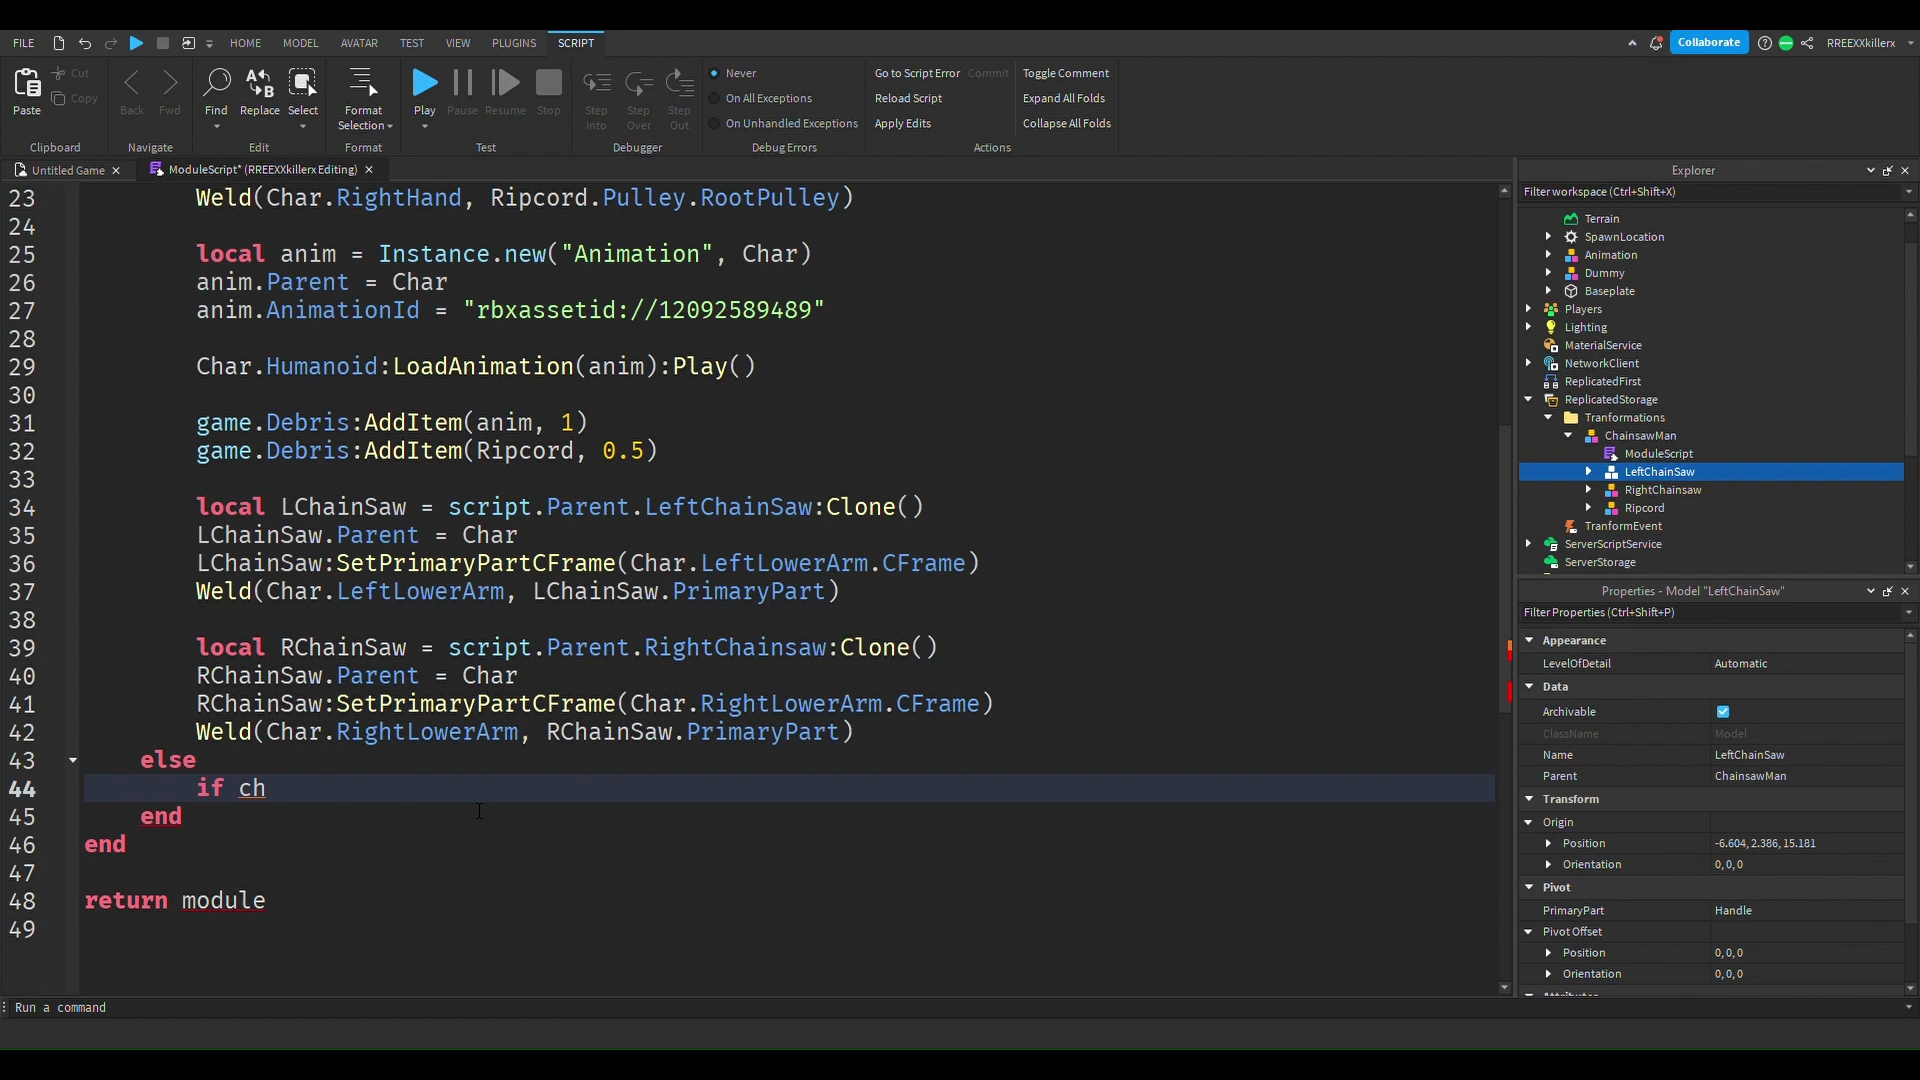 FILE HOME MODEL AVATAR TEST VIEW PLUGINS SCRIPT Collaborate RREEXXkillerx
Paste Cut Copy
Clipboard
Back Fwd
Navigate
Find Replace Select
Edit
Format Selection
Format
Play Pause Resume Stop
Test
Step Into Step Over Step Out
Debugger
Never
On All Exceptions
On Unhandled Exceptions
Debug Errors
Go to Script Error Commit
Reload Script
Apply Edits
Toggle Comment
Expand All Folds
Collapse All Folds
Actions
Untitled Game ModuleScript* (RREEXXkillerx Editing)
23 Weld(Char.RightHand, Ripcord.Pulley.RootPulley)
24
25 local anim = Instance.new("Animation", Char)
26 anim.Parent = Char
27 anim.AnimationId = "rbxassetid://12092589489"
28
29 Char.Humanoid:LoadAnimation(anim):Play()
30
31 game.Debris:AddItem(anim, 1)
32 game.Debris:AddItem(Ripcord, 0.5)
33
34 local LChainSaw = script.Parent.LeftChainSaw:Clone()
35 LChainSaw.Parent = Char
36 LChainSaw:SetPrimaryPartCFrame(Char.LeftLowerArm.CFrame)
37 Weld(Char.LeftLowerArm, LChainSaw.PrimaryPart)
38
39 local RChainSaw = script.Parent.RightChainsaw:Clone()
40 RChainSaw.Parent = Char
41 RChainSaw:SetPrimaryPartCFrame(Char.RightLowerArm.CFrame)
42 Weld(Char.RightLowerArm, RChainSaw.PrimaryPart)
43 else
44 if ch
45 end
46 end
47
48 return module
49
Run a command
Explorer
Filter workspace (Ctrl+Shift+X)
Terrain
SpawnLocation
Animation
Dummy
Baseplate
Players
Lighting
MaterialService
NetworkClient
ReplicatedFirst
ReplicatedStorage
Tranformations
ChainsawMan
ModuleScript
LeftChainSaw
RightChainsaw
Ripcord
TranformEvent
ServerScriptService
ServerStorage
Properties - Model "LeftChainSaw"
Filter Properties (Ctrl+Shift+P)
Appearance
LevelOfDetail Automatic
Data
Archivable
ClassName Model
Name LeftChainSaw
Parent ChainsawMan
Transform
Origin
Position -6.604, 2.386, 15.181
Orientation 0, 0, 0
Pivot
PrimaryPart Handle
Pivot Offset
Position 0, 0, 0
Orientation 0, 0, 0